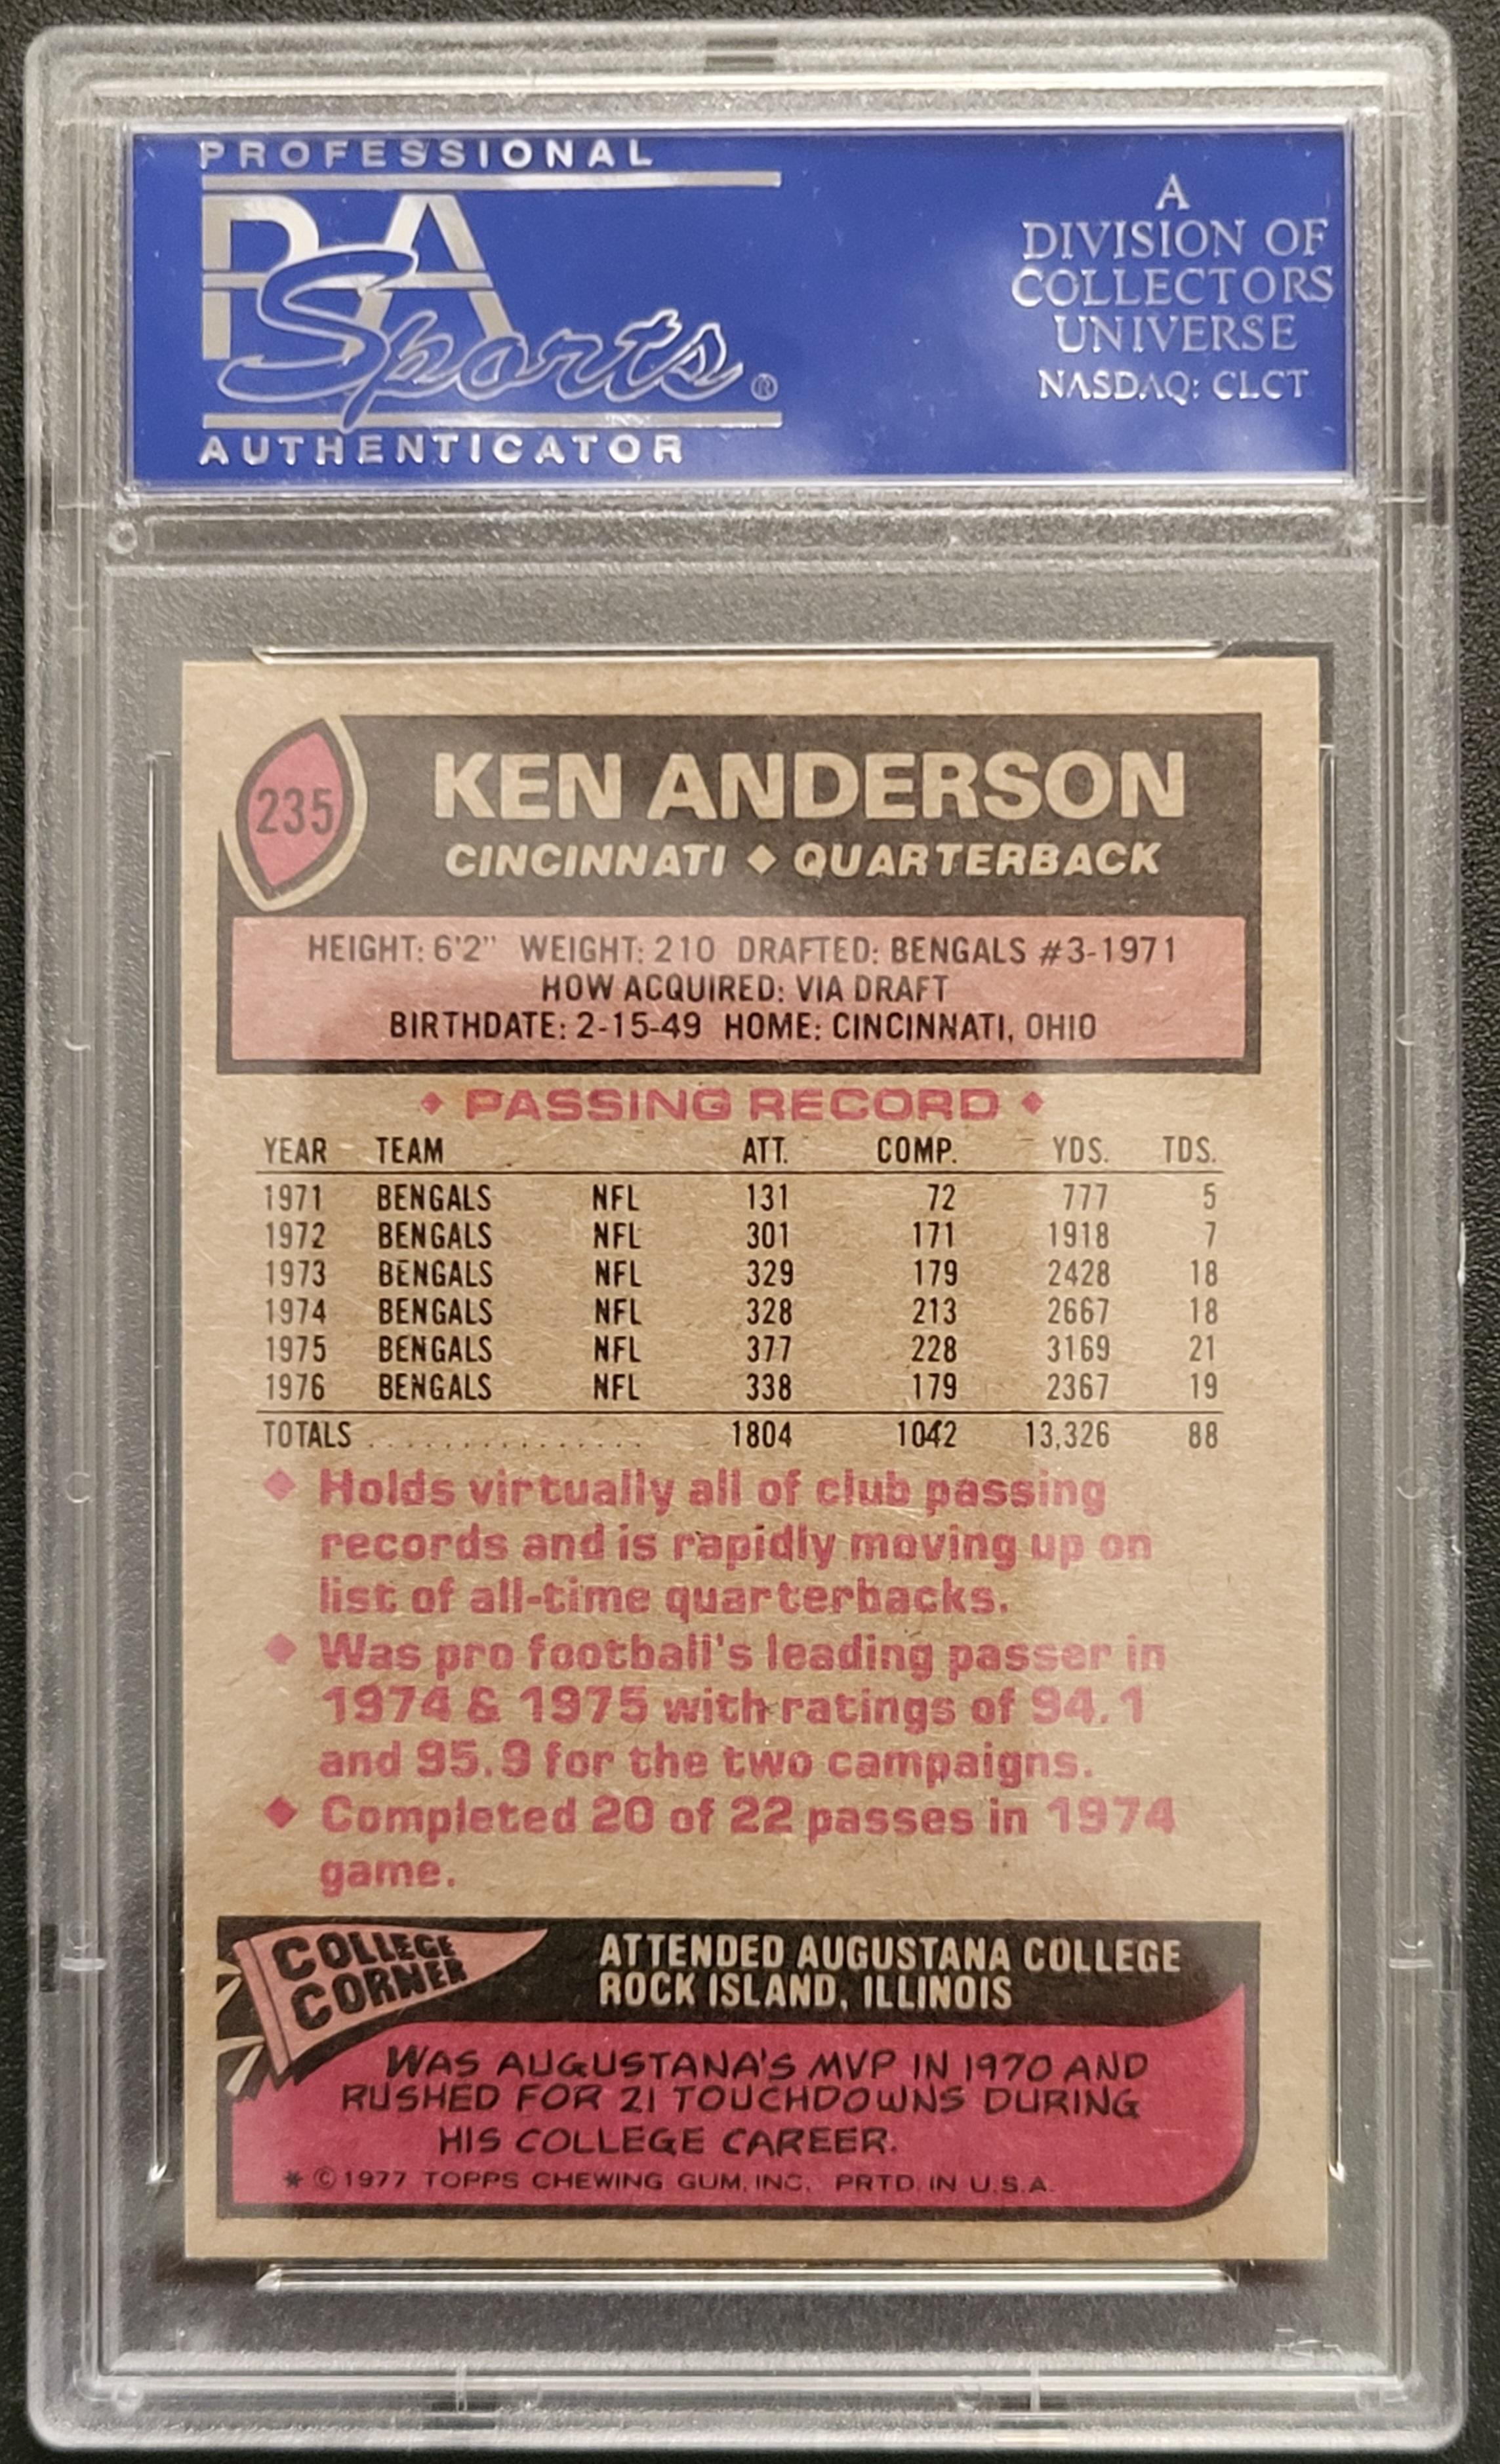 PROFESSIONAL
PSA
Sports®
AUTHENTICATOR
A
DIVISION OF
COLLECTORS
UNIVERSE
NASDAQ: CLCT
235
KEN ANDERSON
CINCINNATI ◆ QUARTERBACK
HEIGHT: 6'2" WEIGHT: 210 DRAFTED: BENGALS #3-1971
HOW ACQUIRED: VIA DRAFT
BIRTHDATE: 2-15-49 HOME: CINCINNATI, OHIO
◆ PASSING RECORD ◆
YEAR TEAM ATT. COMP. YDS. TDS.
1971 BENGALS NFL 131 72 777 5
1972 BENGALS NFL 301 171 1918 7
1973 BENGALS NFL 329 179 2428 18
1974 BENGALS NFL 328 213 2667 18
1975 BENGALS NFL 377 228 3169 21
1976 BENGALS NFL 338 179 2367 19
TOTALS . . . . . . . . . . . . . . . 1804 1042 13,326 88
◆ Holds virtually all of club passing
records and is rapidly moving up on
list of all-time quarterbacks.
◆ Was pro football's leading passer in
1974 & 1975 with ratings of 94.1
and 95.9 for the two campaigns.
◆ Completed 20 of 22 passes in 1974
game.
COLLEGE
CORNER
ATTENDED AUGUSTANA COLLEGE
ROCK ISLAND, ILLINOIS
WAS AUGUSTANA'S MVP IN 1970 AND
RUSHED FOR 21 TOUCHDOWNS DURING
HIS COLLEGE CAREER.
* © 1977 TOPPS CHEWING GUM, INC. PRTD. IN U.S.A.